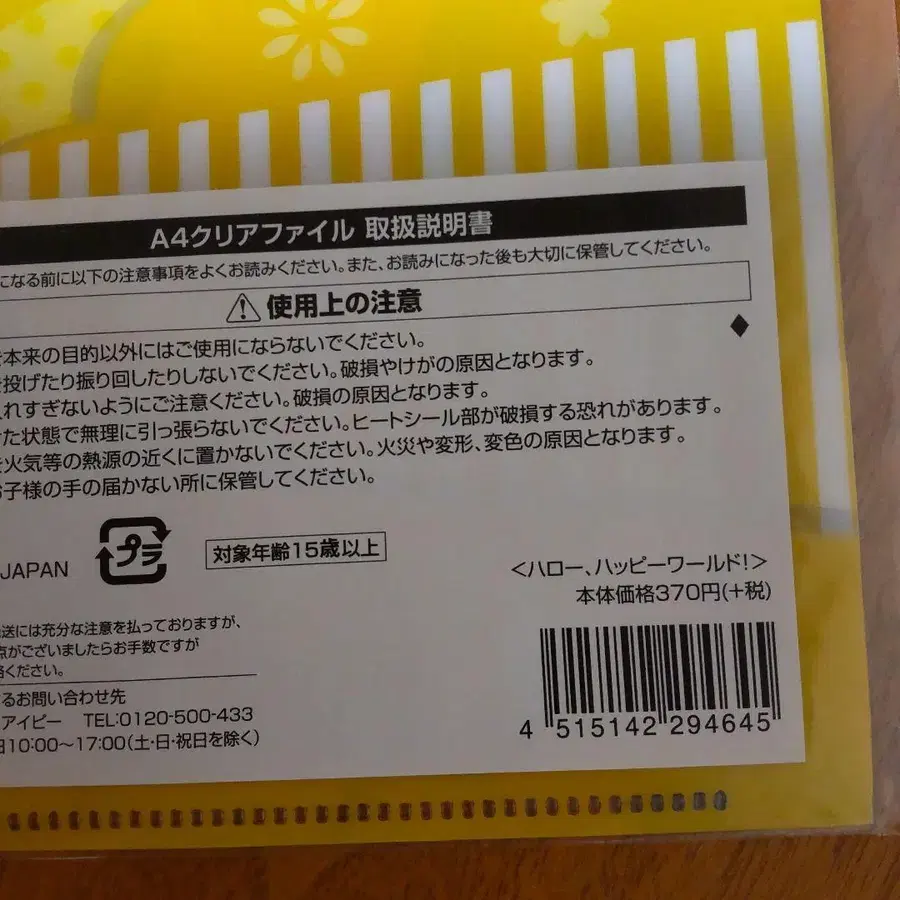 A4クリアファイル 取扱説明書
になる前に以下の注意事項をよくお読みください。また、お読みになった後も大切に保管してください。
使用上の注意
本来の目的以外にはご使用にならないでください。
投げたり振り回したりしないでください。破損やけがの原因となります。
れすぎないようにご注意ください。破損の原因となります。
た状態で無理に引っ張らないでください。ヒートシール部が破損する恐れがあります。
火気等の熱源の近くに置かないでください。火災や変形、変色の原因となります。
お子様の手の届かない所に保管してください。
JAPAN
プラ
対象年齢15歳以上
<ハロー、ハッピーワールド!>
本体価格370円(+税)
送には充分な注意を払っておりますが、
点がございましたらお手数ですが
絡ください。
るお問い合わせ先
アイピー TEL:0120-500-433
日10:00〜17:00(土・日・祝日を除く)
4 515142 294645